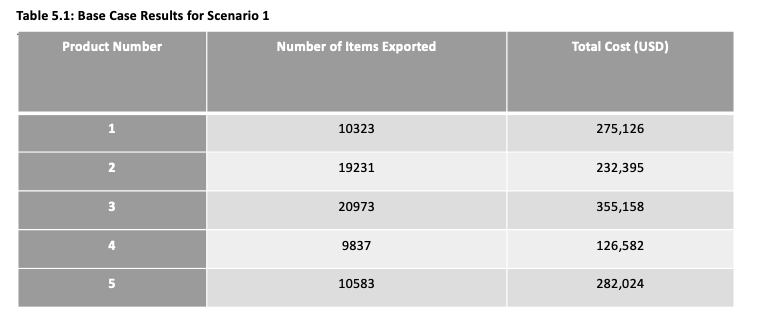 Table 5.1: Base Case Results for Scenario 1
Product Number Number of Items Exported Total Cost (USD)
1 10323 275,126
2 19231 232,395
3 20973 355,158
4 9837 126,582
5 10583 282,024